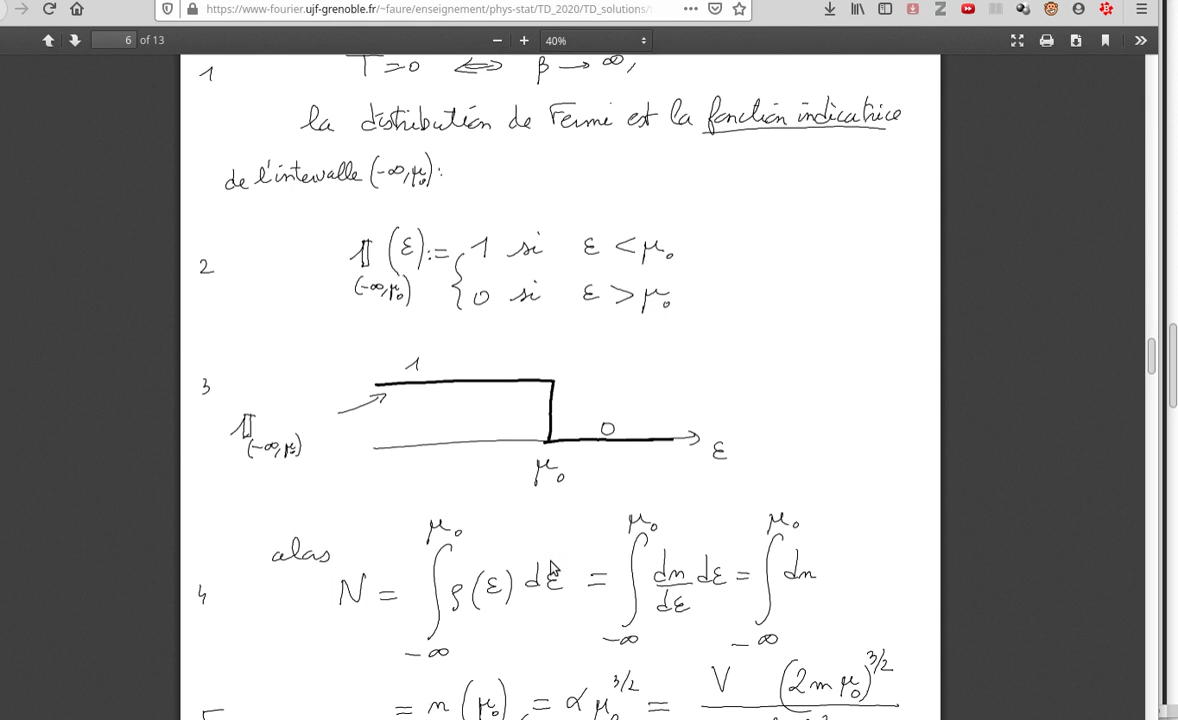 https://www-fourier.ujf-grenoble.fr/~faure/enseignement/phys-stat/TD_2020/TD_solutions/
6 of 13
40%
1 T=0 ⟺ β → ∞,
la distribution de Fermi est la fonction indicatrice
de l'intervalle (-∞, μ₀):
2 𝟙_(-∞,μ₀) (ε) := { 1 si ε < μ₀
0 si ε > μ₀
1
3
𝟙_(-∞,μ₀) 0 ε
μ₀
4 alas N = ∫_{-∞}^{μ₀} ρ(ε) dε = ∫_{-∞}^{μ₀} dn/dε dε = ∫_{-∞}^{μ₀} dn
= n(μ₀) = α μ₀^{3/2} = V (2mμ₀)^{3/2}